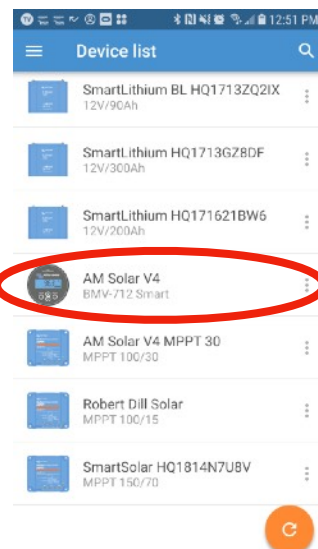 12:51 PM
Device list
SmartLithium BL HQ1713ZQ2IX
12V/90Ah
SmartLithium HQ1713GZ8DF
12V/300Ah
SmartLithium HQ171621BW6
12V/200Ah
AM Solar V4
BMV-712 Smart
AM Solar V4 MPPT 30
MPPT 100/30
Robert Dill Solar
MPPT 100/15
SmartSolar HQ1814N7U8V
MPPT 150/70